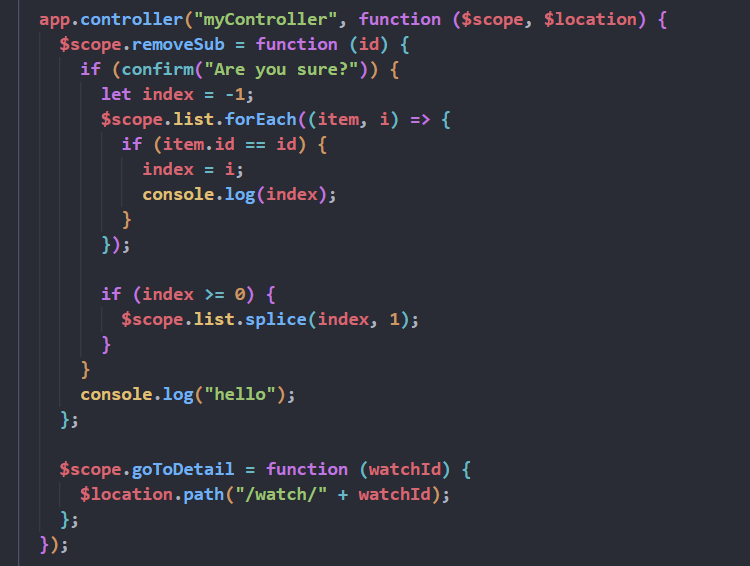 app.controller("myController", function ($scope, $location) {
  $scope.removeSub = function (id) {
    if (confirm("Are you sure?")) {
      let index = -1;
      $scope.list.forEach((item, i) => {
        if (item.id == id) {
          index = i;
          console.log(index);
        }
      });

      if (index >= 0) {
        $scope.list.splice(index, 1);
      }
    }
    console.log("hello");
  };

  $scope.goToDetail = function (watchId) {
    $location.path("/watch/" + watchId);
  };
});